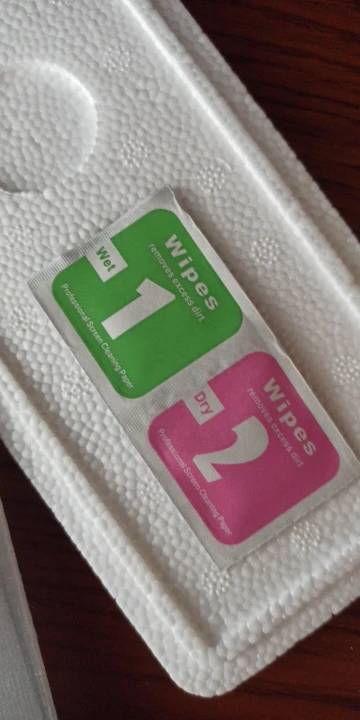 Wipes
removes excess dirt
Wet
1
Professional Screen Cleaning Paper
Wipes
removes excess dirt
Dry
2
Professional Screen Cleaning Paper